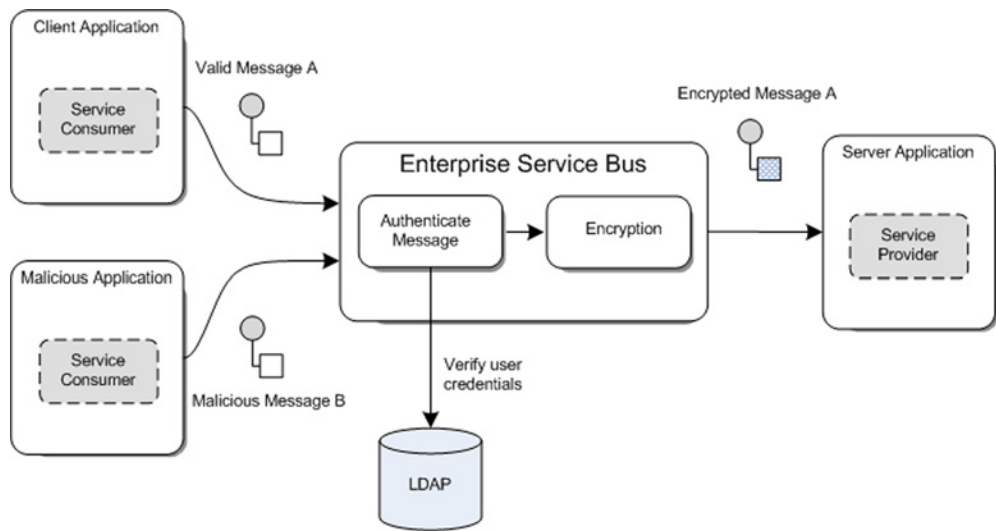 Client Application
Service
Consumer
Valid Message A
Encrypted Message A
Enterprise Service Bus
Authenticate
Message
Encryption
Server Application
Service
Provider
Malicious Application
Service
Consumer
Malicious Message B
Verify user
credentials
LDAP